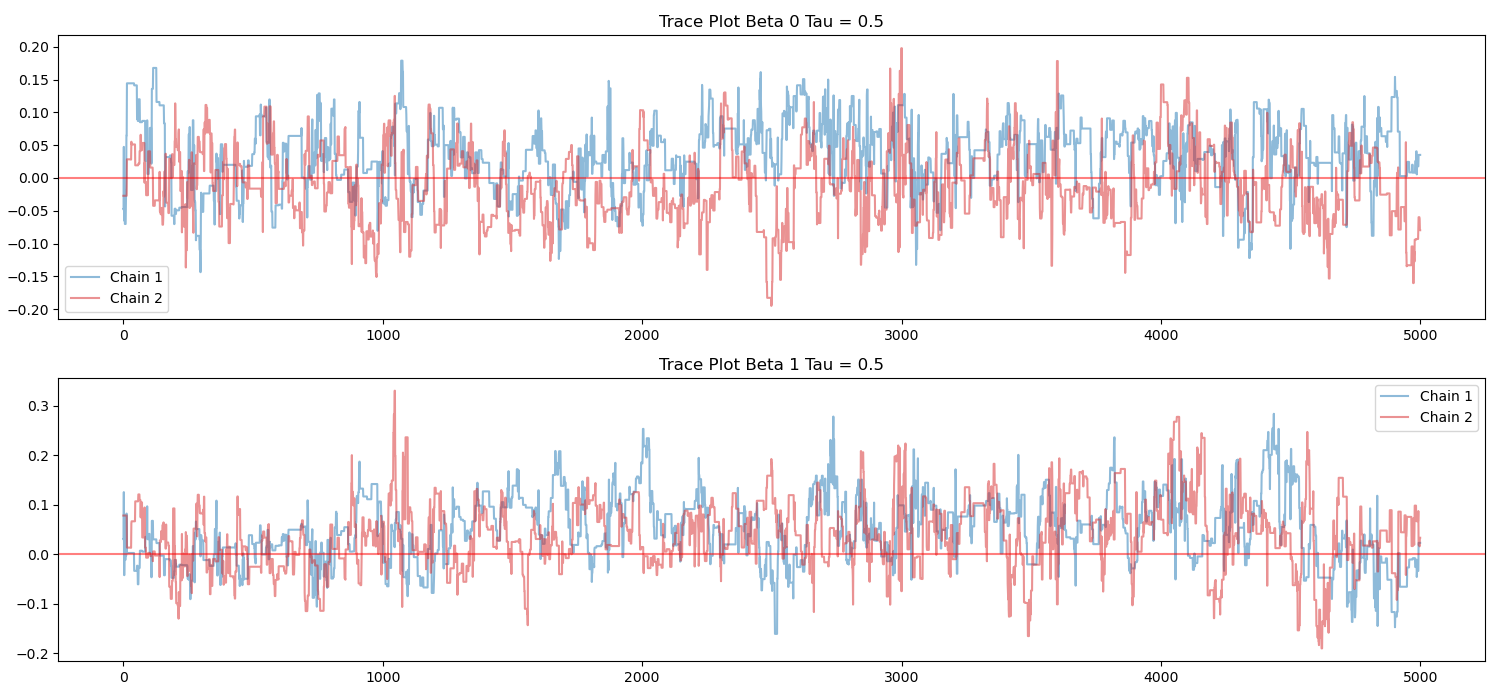 Trace Plot Beta 0 Tau = 0.5
0.20
0.15
0.10
0.05
0.00
−0.05
−0.10
−0.15
−0.20
Chain 1
Chain 2
0 1000 2000 3000 4000 5000
Trace Plot Beta 1 Tau = 0.5
0.3
0.2
0.1
0.0
−0.1
−0.2
Chain 1
Chain 2
0 1000 2000 3000 4000 5000